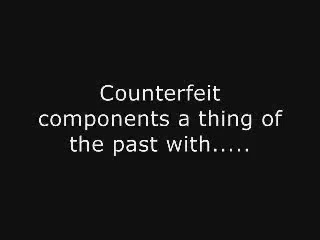 Counterfeit
components a thing of
the past with.....